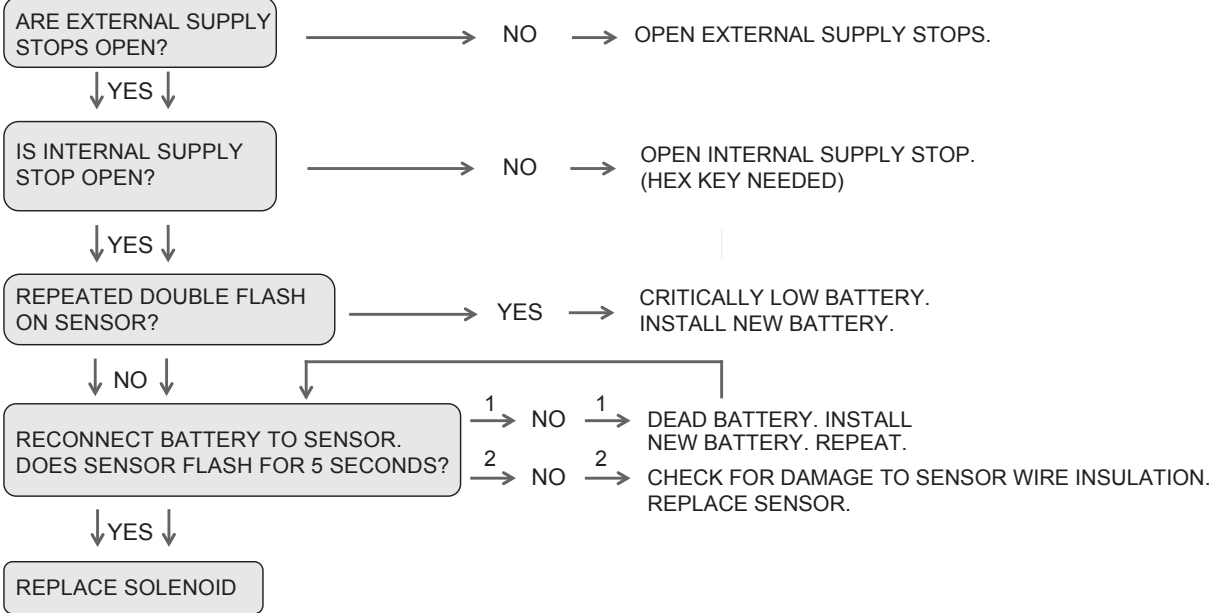 ARE EXTERNAL SUPPLY
STOPS OPEN?
NO
OPEN EXTERNAL SUPPLY STOPS.
YES
IS INTERNAL SUPPLY
STOP OPEN?
NO
OPEN INTERNAL SUPPLY STOP.
(HEX KEY NEEDED)
YES
REPEATED DOUBLE FLASH
ON SENSOR?
YES
CRITICALLY LOW BATTERY.
INSTALL NEW BATTERY.
NO
RECONNECT BATTERY TO SENSOR.
DOES SENSOR FLASH FOR 5 SECONDS?
1 NO 1
DEAD BATTERY. INSTALL
NEW BATTERY. REPEAT.
2 NO 2
CHECK FOR DAMAGE TO SENSOR WIRE INSULATION.
REPLACE SENSOR.
YES
REPLACE SOLENOID